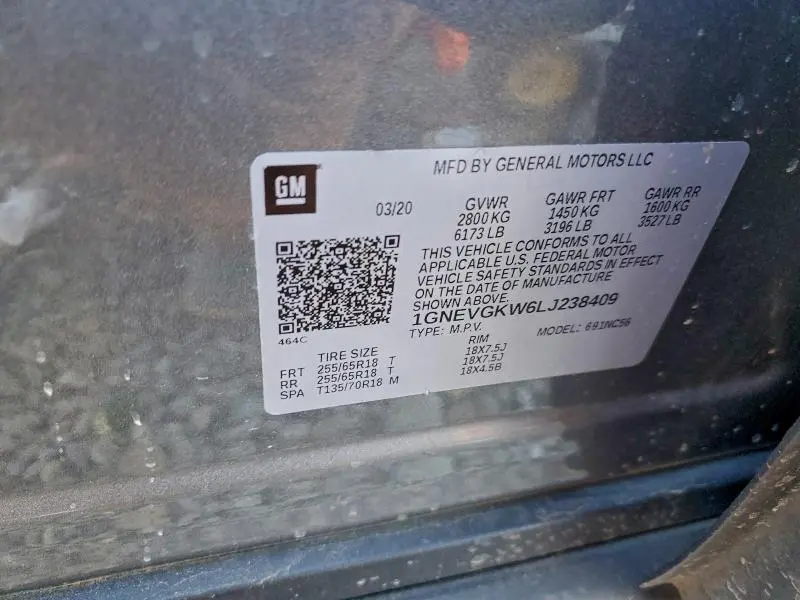 GM
MFD BY GENERAL MOTORS LLC
03/20
GVWR GAWR FRT GAWR RR
2800 KG 1450 KG 1600 KG
6173 LB 3196 LB 3527 LB
THIS VEHICLE CONFORMS TO ALL
APPLICABLE U.S. FEDERAL MOTOR
VEHICLE SAFETY STANDARDS IN EFFECT
ON THE DATE OF MANUFACTURE
SHOWN ABOVE.
1GNEVGKW6LJ238409
464C
TYPE: M.P.V. MODEL: 691NC56
TIRE SIZE RIM
FRT 255/65R18 T 18X7.5J
RR 255/65R18 T 18X7.5J
SPA T135/70R18 M 18X4.5B